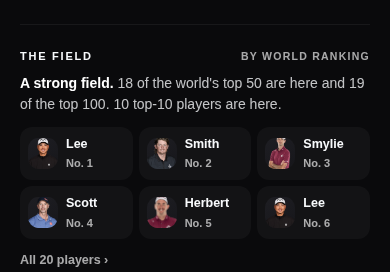 THE FIELD
BY WORLD RANKING
A strong field. 18 of the world's top 50 are here and 19
of the top 100. 10 top-10 players are here.
Lee
No. 1
Smith
No. 2
Smylie
No. 3
Scott
No. 4
Herbert
No. 5
Lee
No. 6
All 20 players ›